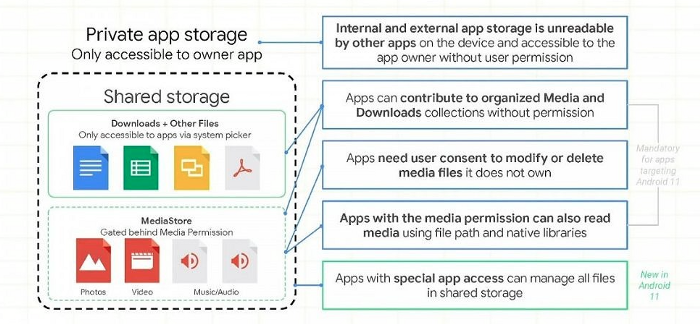 Private app storage
Only accessible to owner app
Internal and external app storage is unreadable
by other apps on the device and accessible to the
app owner without user permission
Shared storage
Downloads + Other Files
Only accessible to apps via system picker
MediaStore
Gated behind Media Permission
Photos
Video
Music/Audio
Apps can contribute to organized Media and
Downloads collections without permission
Apps need user consent to modify or delete
media files it does not own
Apps with the media permission can also read
media using file path and native libraries
Mandatory
for apps
targeting
Android 11
Apps with special app access can manage all files
in shared storage
New in
Android
11